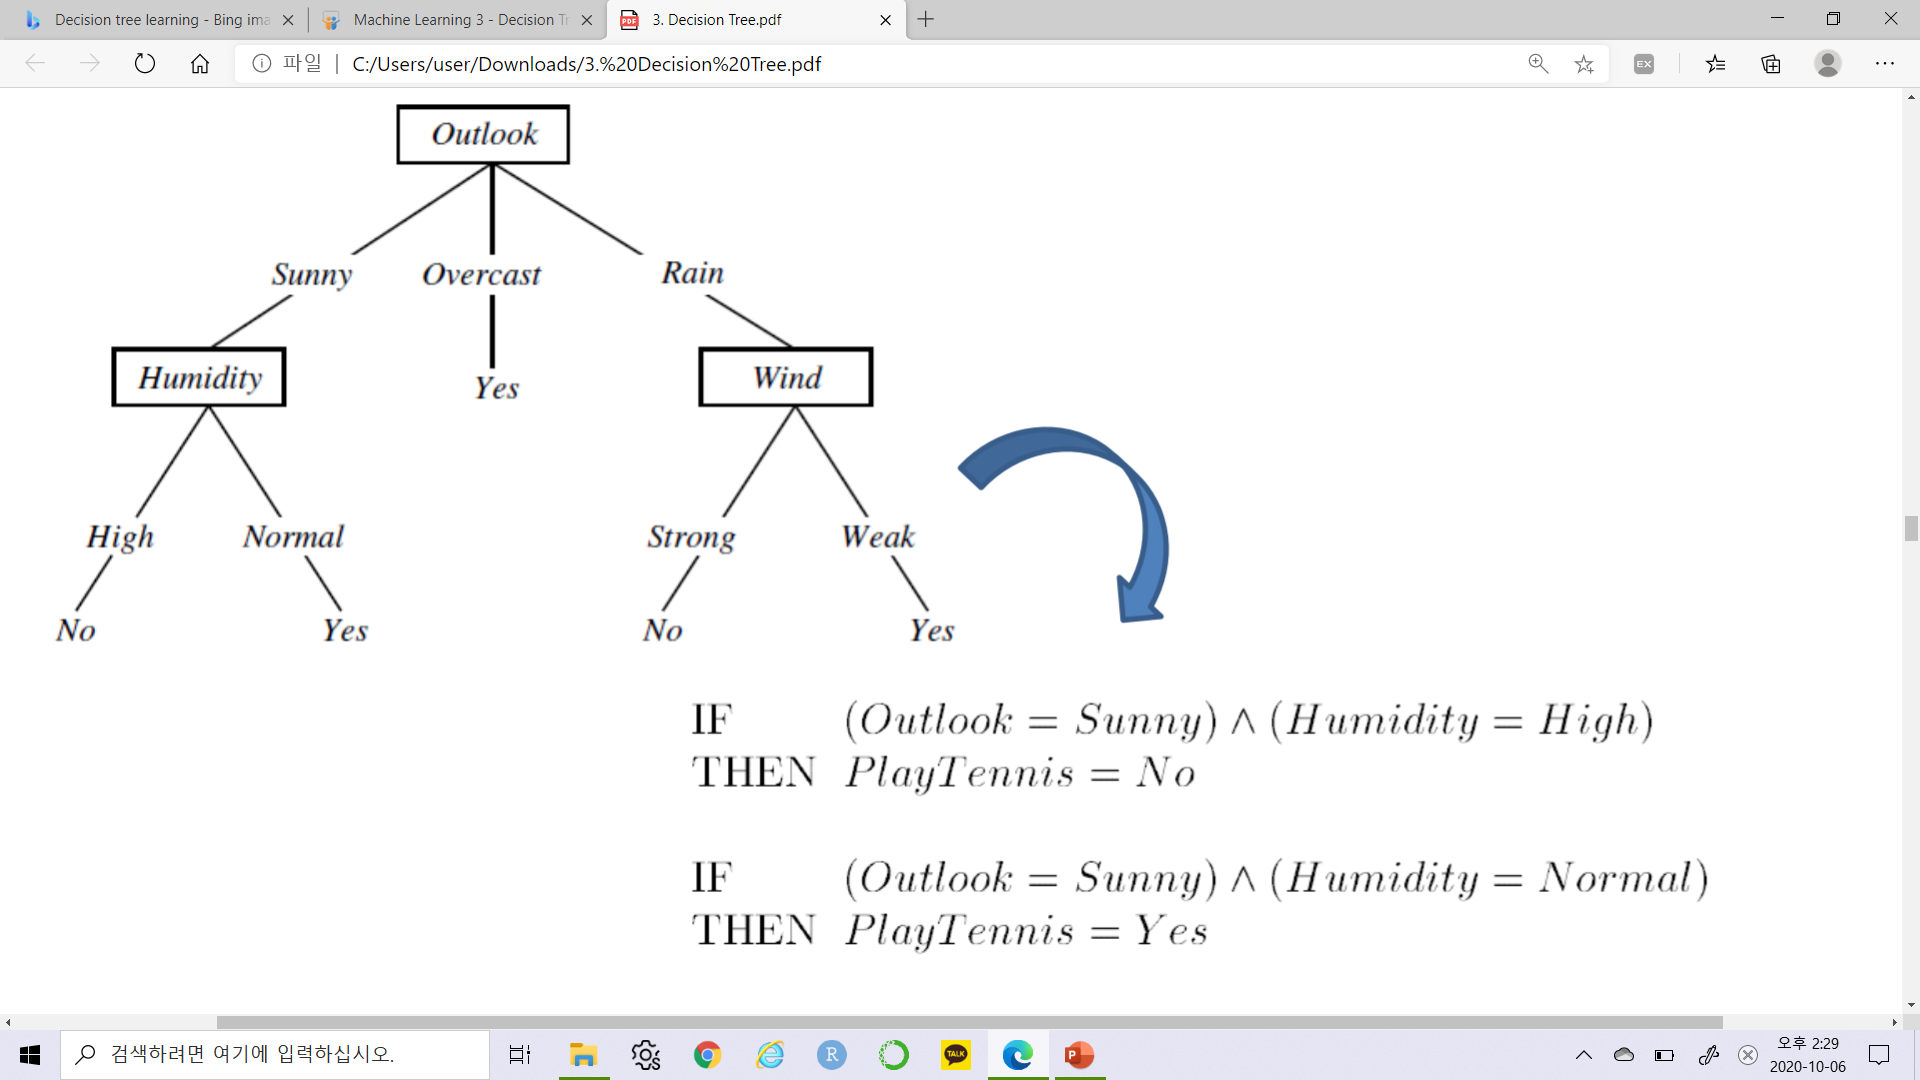 Decision tree learning - Bing ima
Machine Learning 3 - Decision Tr
3. Decision Tree.pdf
파일
C:/Users/user/Downloads/3.%20Decision%20Tree.pdf
EX
Outlook
Sunny Overcast Rain
Humidity Yes Wind
High Normal Strong Weak
No Yes No Yes
IF (Outlook = Sunny) ∧ (Humidity = High)
THEN PlayTennis = No
IF (Outlook = Sunny) ∧ (Humidity = Normal)
THEN PlayTennis = Yes
검색하려면 여기에 입력하십시오.
OS
R
TALK
P
오후 2:29
2020-10-06